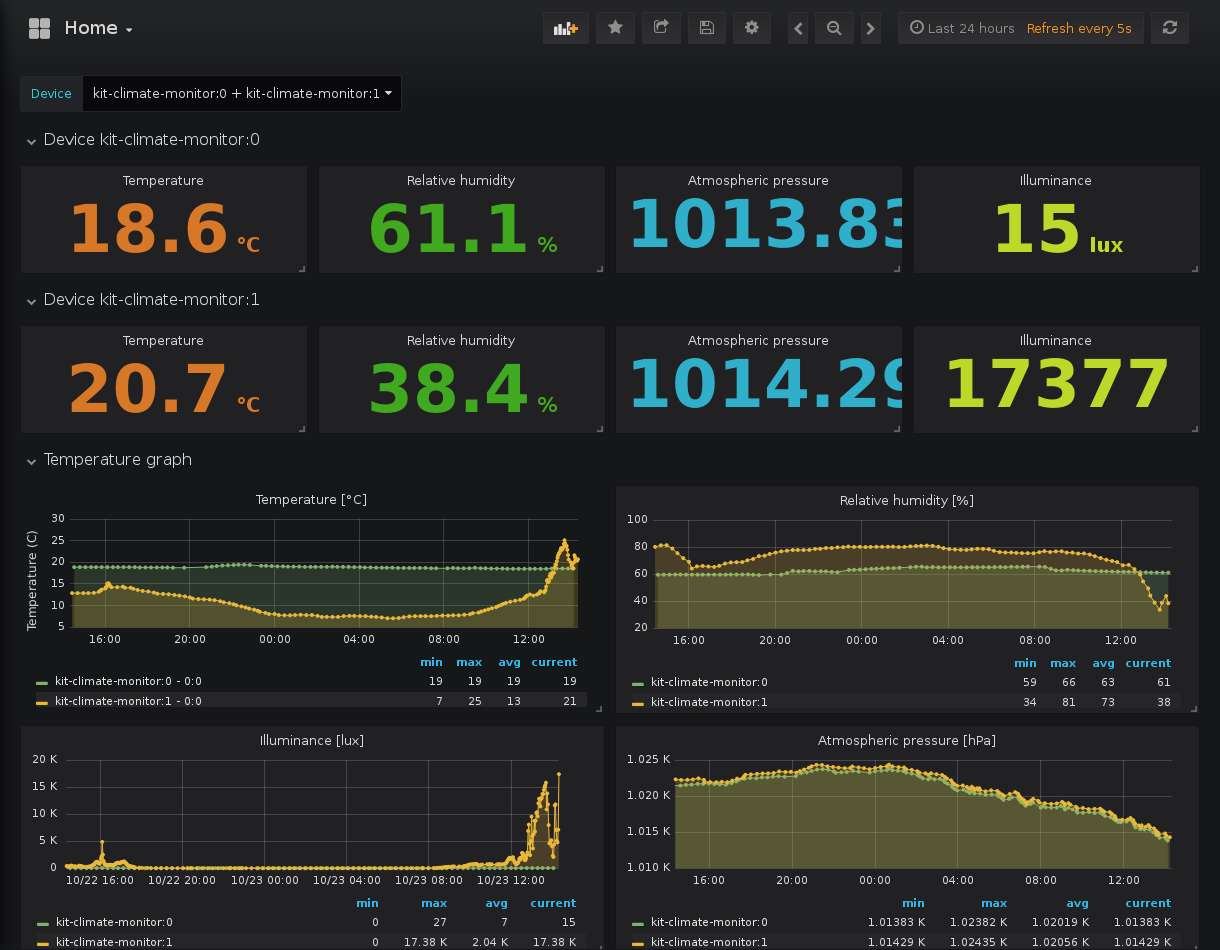 Home
Last 24 hours Refresh every 5s
Device kit-climate-monitor:0 + kit-climate-monitor:1
Device kit-climate-monitor:0
Temperature Relative humidity Atmospheric pressure Illuminance
18.6 °C 61.1 % 1013.83 15 lux
Device kit-climate-monitor:1
Temperature Relative humidity Atmospheric pressure Illuminance
20.7 °C 38.4 % 1014.29 17377
Temperature graph
Temperature [°C]
Temperature (C)
30
25
20
15
10
5
16:00 20:00 00:00 04:00 08:00 12:00
min max avg current
kit-climate-monitor:0 - 0:0 19 19 19 19
kit-climate-monitor:1 - 0:0 7 25 13 21
Relative humidity [%]
100
80
60
40
20
16:00 20:00 00:00 04:00 08:00 12:00
min max avg current
kit-climate-monitor:0 59 66 63 61
kit-climate-monitor:1 34 81 73 38
Illuminance [lux]
20 K
15 K
10 K
5 K
0
10/22 16:00 10/22 20:00 10/23 00:00 10/23 04:00 10/23 08:00 10/23 12:00
min max avg current
kit-climate-monitor:0 0 27 7 15
kit-climate-monitor:1 0 17.38 K 2.04 K 17.38 K
Atmospheric pressure [hPa]
1.025 K
1.020 K
1.015 K
1.010 K
16:00 20:00 00:00 04:00 08:00 12:00
min max avg current
kit-climate-monitor:0 1.01383 K 1.02382 K 1.02019 K 1.01383 K
kit-climate-monitor:1 1.01429 K 1.02435 K 1.02056 K 1.01429 K